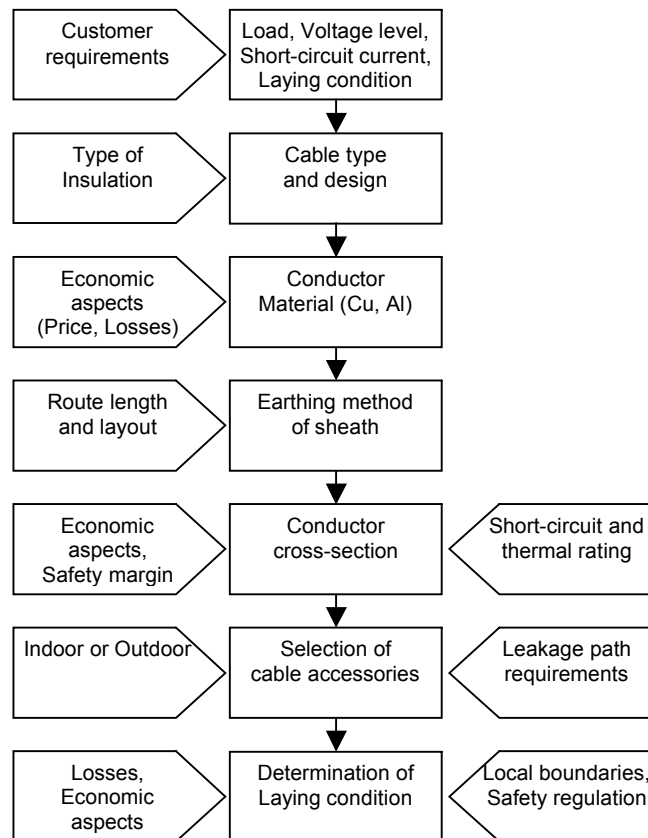 Customer
requirements
Load, Voltage level,
Short-circuit current,
Laying condition
Type of
Insulation
Cable type
and design
Economic
aspects
(Price, Losses)
Conductor
Material (Cu, Al)
Route length
and layout
Earthing method
of sheath
Economic
aspects,
Safety margin
Conductor
cross-section
Short-circuit and
thermal rating
Indoor or Outdoor
Selection of
cable accessories
Leakage path
requirements
Losses,
Economic
aspects
Determination of
Laying condition
Local boundaries,
Safety regulation